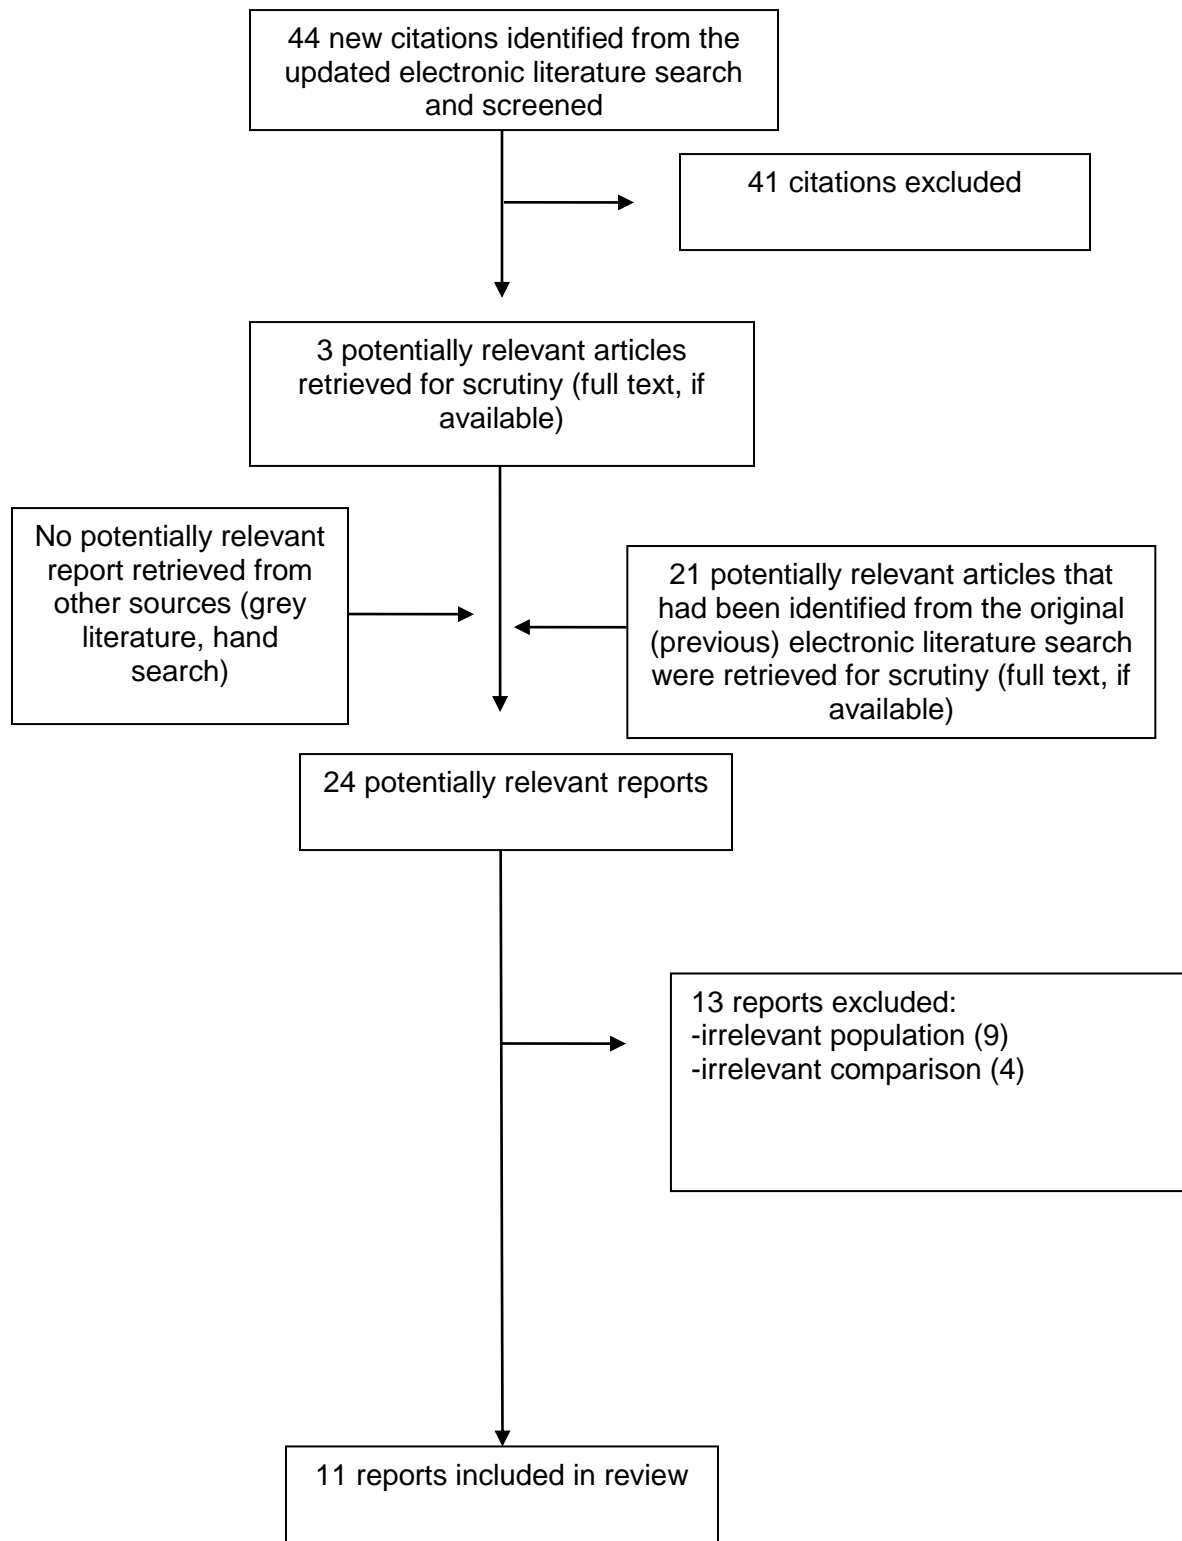 44 new citations identified from the
updated electronic literature search
and screened
41 citations excluded
3 potentially relevant articles
retrieved for scrutiny (full text, if
available)
No potentially relevant
report retrieved from
other sources (grey
literature, hand
search)
21 potentially relevant articles that
had been identified from the original
(previous) electronic literature search
were retrieved for scrutiny (full text, if
available)
24 potentially relevant reports
13 reports excluded:
-irrelevant population (9)
-irrelevant comparison (4)
11 reports included in review